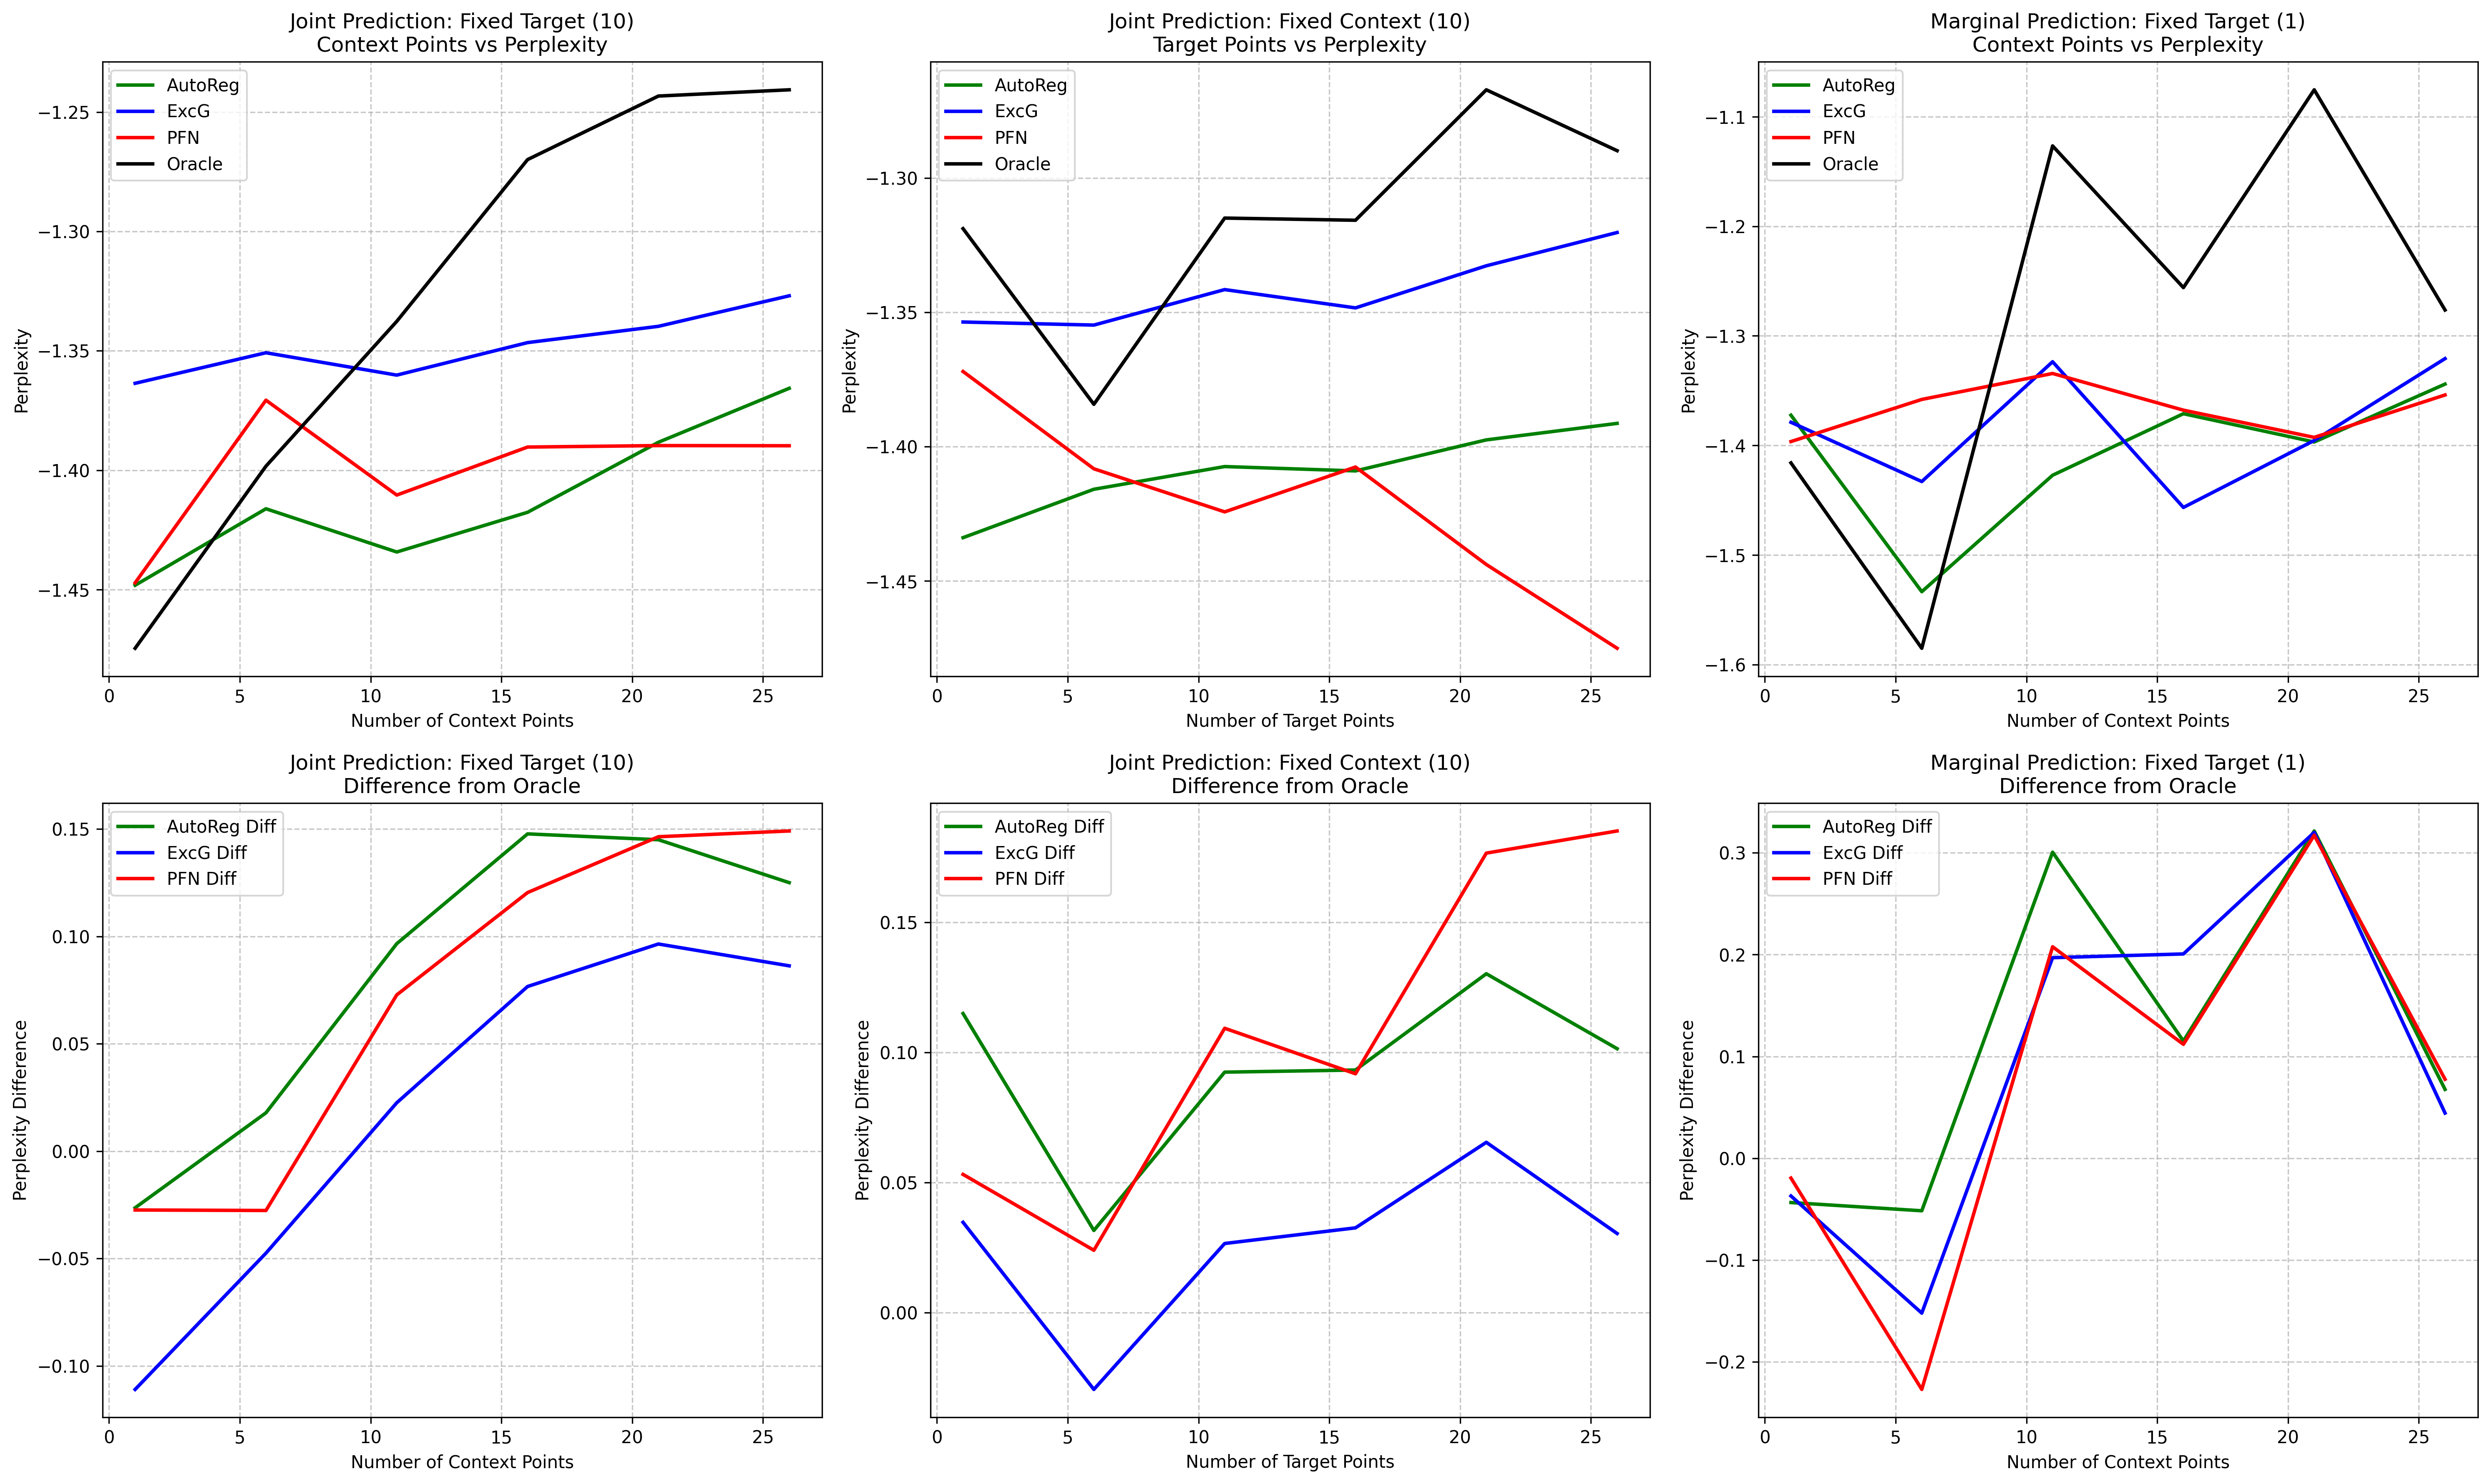 Joint Prediction: Fixed Target (10)
Context Points vs Perplexity
AutoReg
ExcG
PFN
Oracle
−1.25
−1.30
−1.35
−1.40
−1.45
Perplexity
0 5 10 15 20 25
Number of Context Points
Joint Prediction: Fixed Context (10)
Target Points vs Perplexity
AutoReg
ExcG
PFN
Oracle
−1.30
−1.35
−1.40
−1.45
Perplexity
0 5 10 15 20 25
Number of Target Points
Marginal Prediction: Fixed Target (1)
Context Points vs Perplexity
AutoReg
ExcG
PFN
Oracle
−1.1
−1.2
−1.3
−1.4
−1.5
−1.6
Perplexity
0 5 10 15 20 25
Number of Context Points
Joint Prediction: Fixed Target (10)
Difference from Oracle
AutoReg Diff
ExcG Diff
PFN Diff
0.15
0.10
0.05
0.00
−0.05
−0.10
Perplexity Difference
0 5 10 15 20 25
Number of Context Points
Joint Prediction: Fixed Context (10)
Difference from Oracle
AutoReg Diff
ExcG Diff
PFN Diff
0.15
0.10
0.05
0.00
Perplexity Difference
0 5 10 15 20 25
Number of Target Points
Marginal Prediction: Fixed Target (1)
Difference from Oracle
AutoReg Diff
ExcG Diff
PFN Diff
0.3
0.2
0.1
0.0
−0.1
−0.2
Perplexity Difference
0 5 10 15 20 25
Number of Context Points